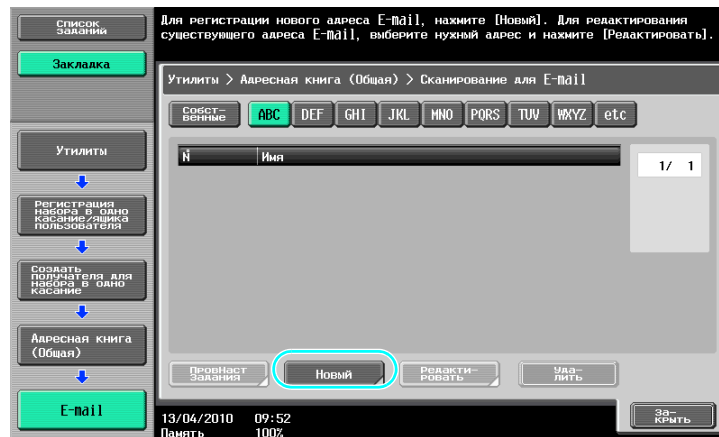 Список
заданий
Для регистрации нового адреса E-mail, нажмите [Новый]. Для редактирования
существующего адреса E-mail, выберите нужный адрес и нажмите [Редактировать].
Закладка
Утилиты > Адресная книга (Общая) > Сканирование для E-mail
Собст-
венные
ABC DEF GHI JKL MNO PQRS TUV WXYZ etc
N Имя
1/ 1
Утилиты
Регистрация
набора в одно
касание/ящика
пользователя
Создать
получателя для
набора в одно
касание
Адресная книга
(Общая)
E-mail
ПровНаст
Задания
Новый
Редакти-
ровать
Уда-
лить
13/04/2010 09:52
Память 100%
За-
крыть